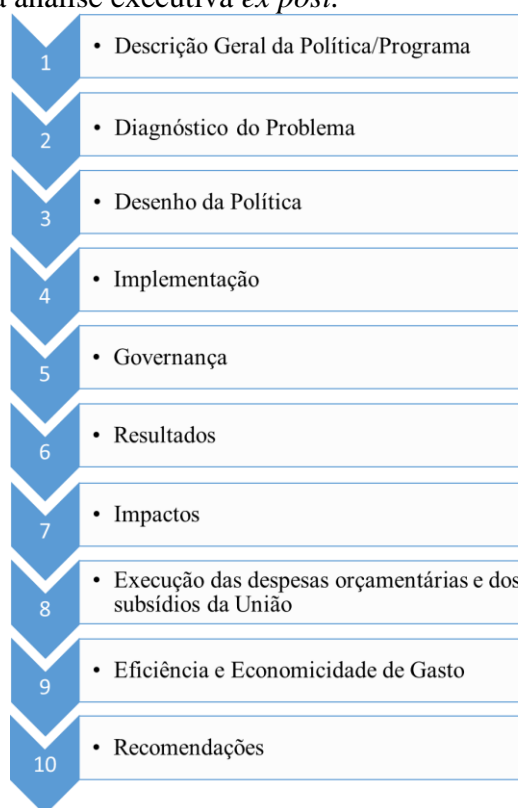 a análise executiva ex post.
1
• Descrição Geral da Política/Programa
2
• Diagnóstico do Problema
3
• Desenho da Política
4
• Implementação
5
• Governança
6
• Resultados
7
• Impactos
8
• Execução das despesas orçamentárias e dos
subsídios da União
9
• Eficiência e Economicidade de Gasto
10
• Recomendações